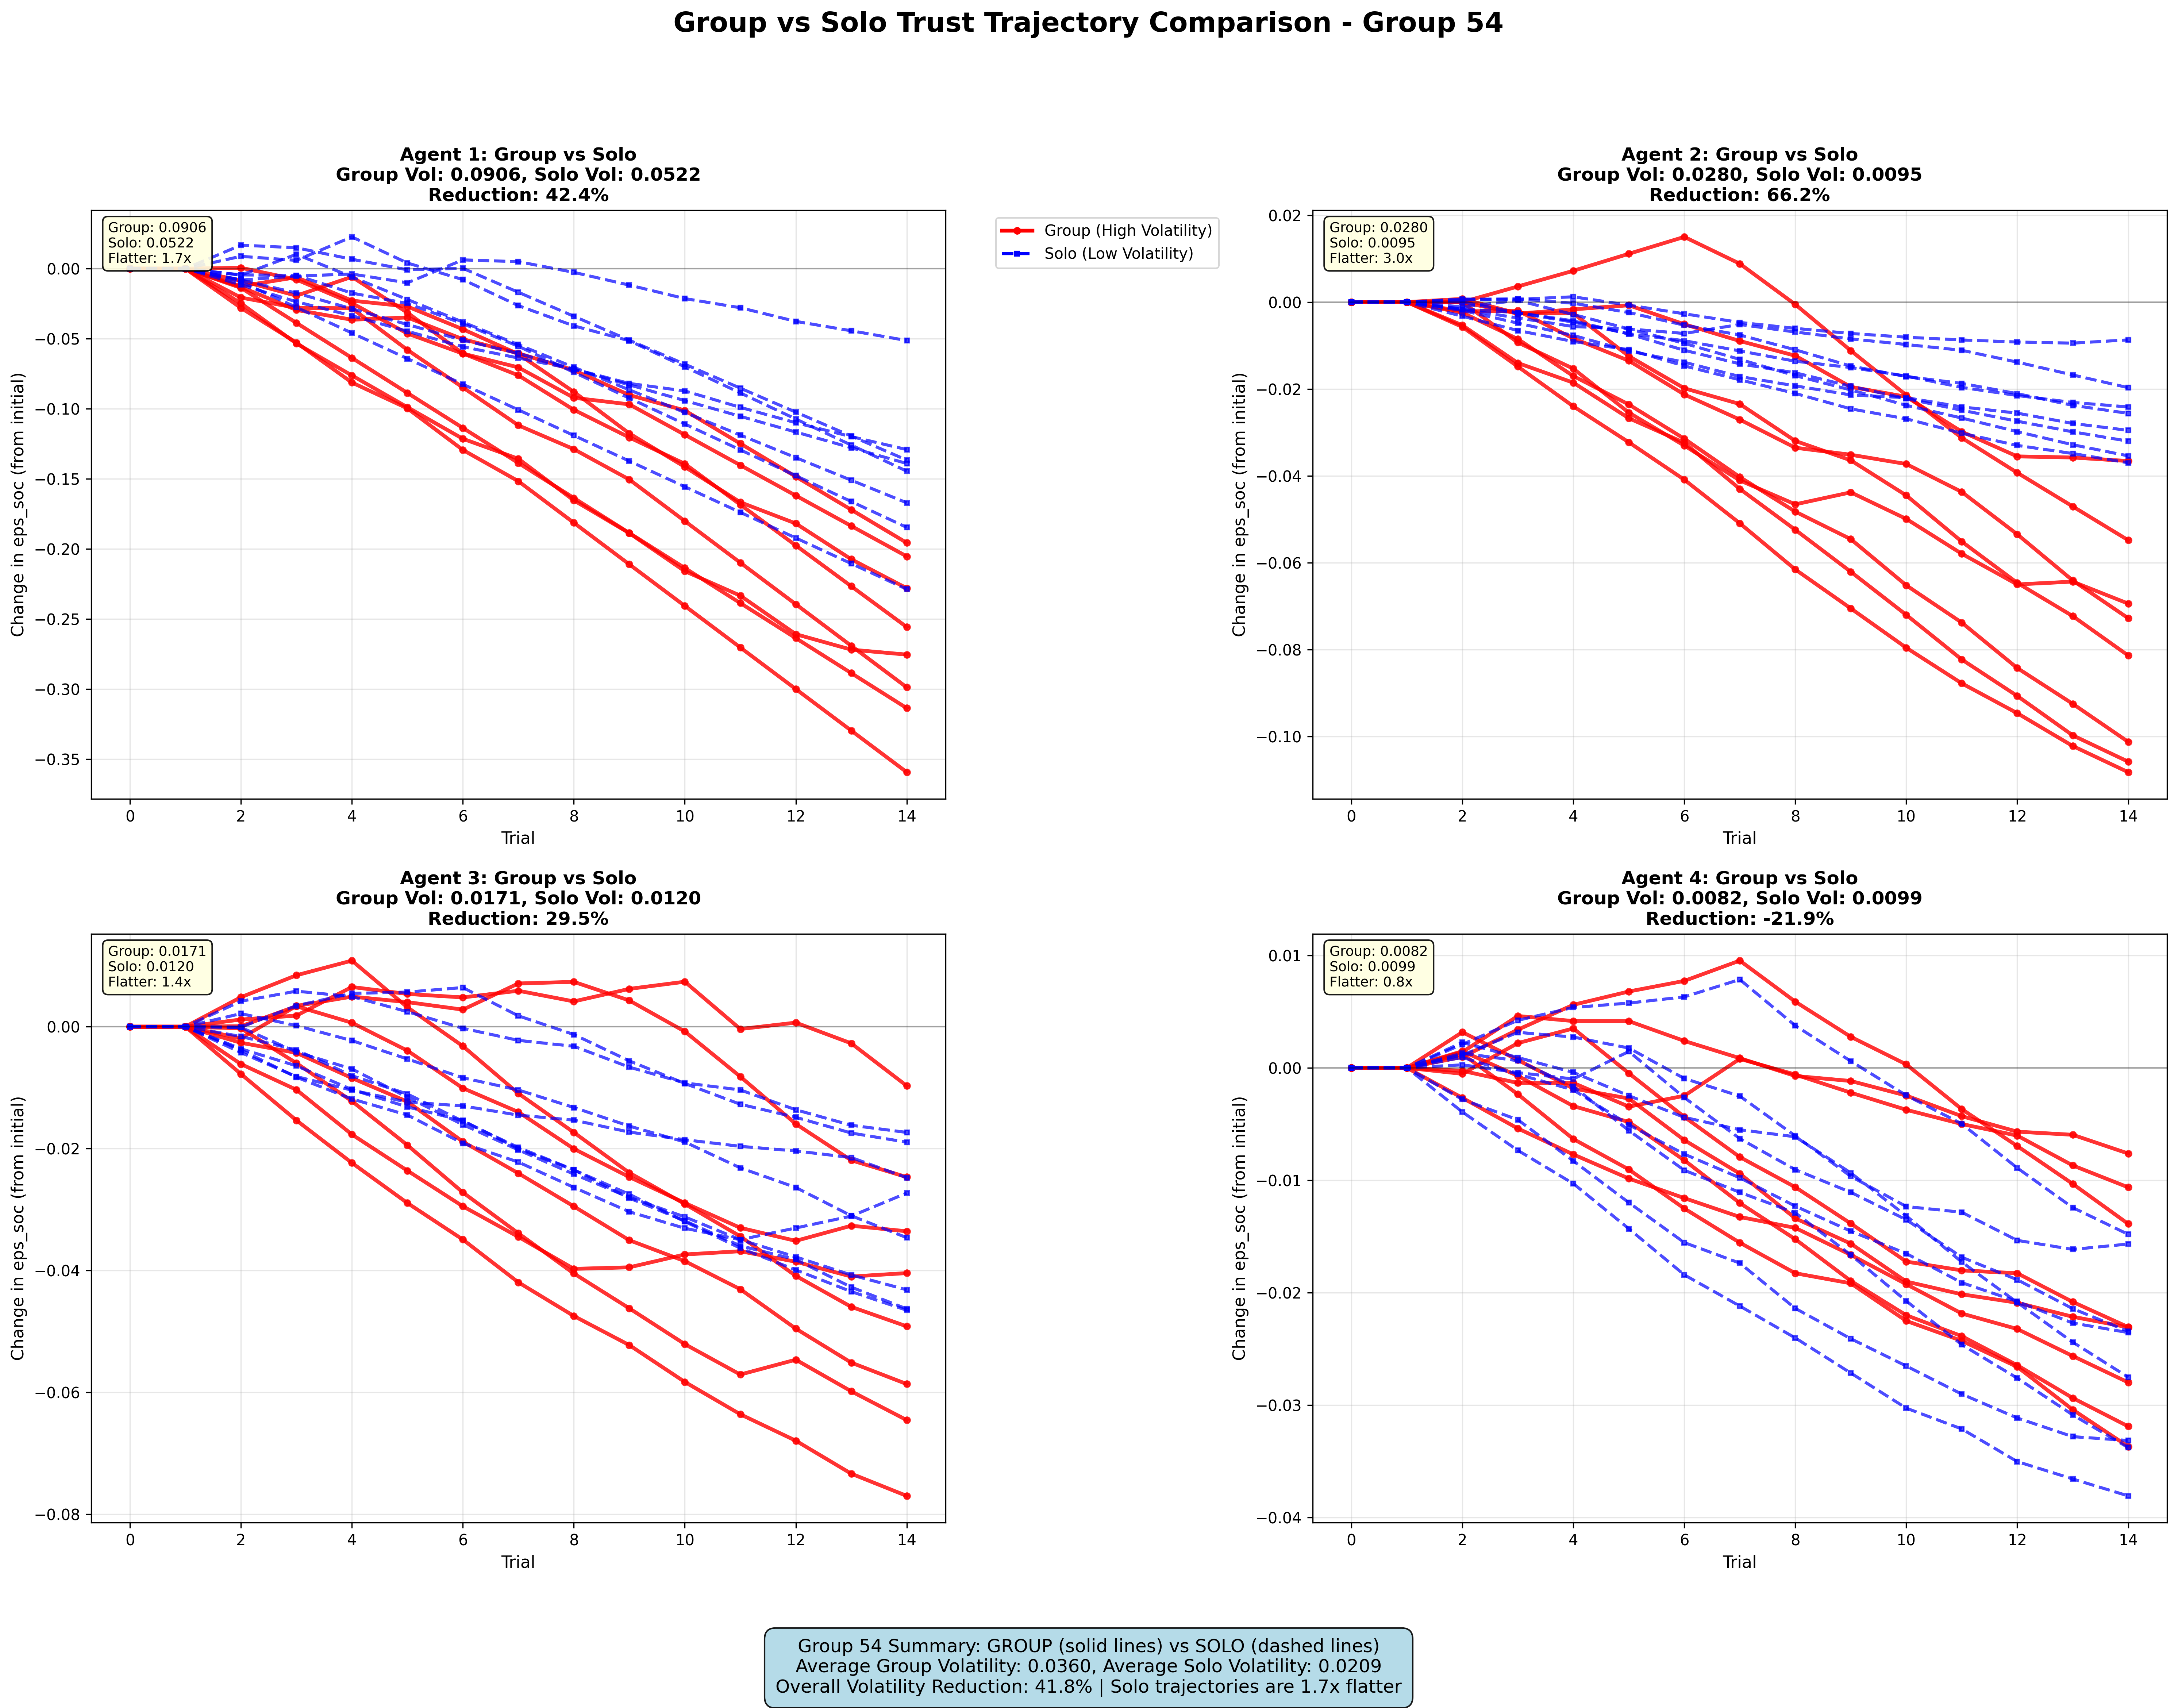 Group vs Solo Trust Trajectory Comparison - Group 54
Agent 1: Group vs Solo
Group Vol: 0.0906, Solo Vol: 0.0522
Reduction: 42.4%
Group: 0.0906
Solo: 0.0522
Flatter: 1.7x
0.00
−0.05
−0.10
−0.15
−0.20
−0.25
−0.30
−0.35
Change in eps_soc (from initial)
0 2 4 6 8 10 12 14
Trial
Group (High Volatility)
Solo (Low Volatility)
Agent 2: Group vs Solo
Group Vol: 0.0280, Solo Vol: 0.0095
Reduction: 66.2%
Group: 0.0280
Solo: 0.0095
Flatter: 3.0x
0.02
0.00
−0.02
−0.04
−0.06
−0.08
−0.10
Change in eps_soc (from initial)
0 2 4 6 8 10 12 14
Trial
Agent 3: Group vs Solo
Group Vol: 0.0171, Solo Vol: 0.0120
Reduction: 29.5%
Group: 0.0171
Solo: 0.0120
Flatter: 1.4x
0.00
−0.02
−0.04
−0.06
−0.08
Change in eps_soc (from initial)
0 2 4 6 8 10 12 14
Trial
Agent 4: Group vs Solo
Group Vol: 0.0082, Solo Vol: 0.0099
Reduction: -21.9%
Group: 0.0082
Solo: 0.0099
Flatter: 0.8x
0.01
0.00
−0.01
−0.02
−0.03
−0.04
Change in eps_soc (from initial)
0 2 4 6 8 10 12 14
Trial
Group 54 Summary: GROUP (solid lines) vs SOLO (dashed lines)
Average Group Volatility: 0.0360, Average Solo Volatility: 0.0209
Overall Volatility Reduction: 41.8% | Solo trajectories are 1.7x flatter